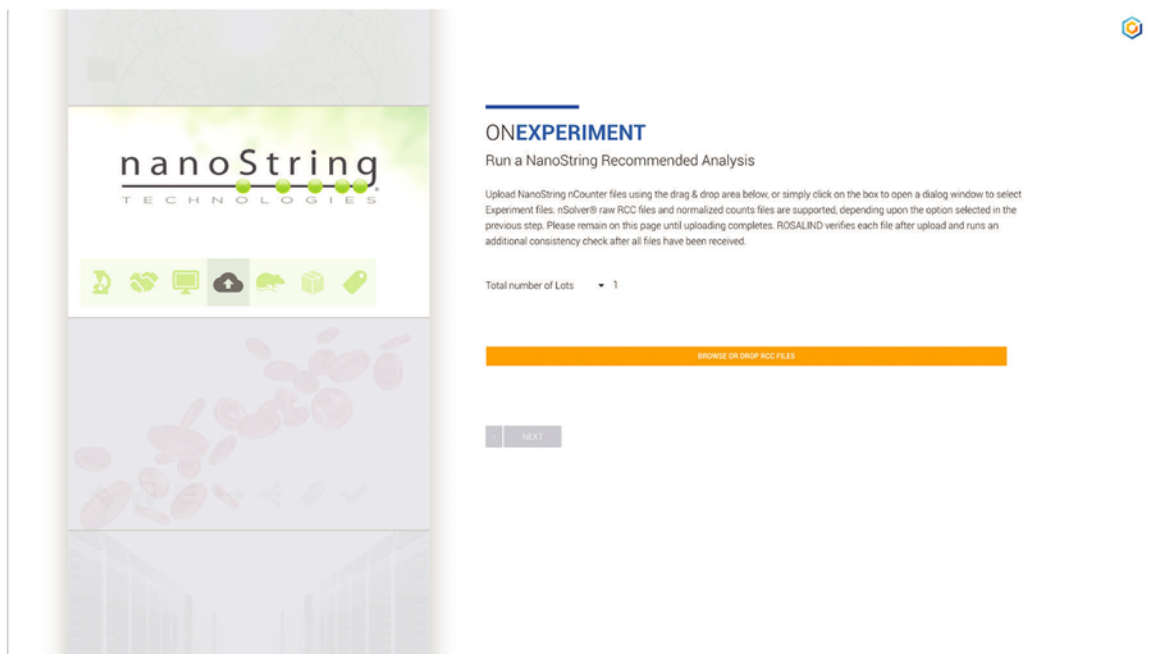 nanoString
TECHNOLOGIES
ONEXPERIMENT
Run a NanoString Recommended Analysis
Upload NanoString nCounter files using the drag & drop area below, or simply click on the box to open a dialog window to select
Experiment files. nSolver® raw RCC files and normalized counts files are supported, depending upon the option selected in the
previous step. Please remain on this page until uploading completes. ROSALIND verifies each file after upload and runs an
additional consistency check after all files have been received.
Total number of Lots 1
BROWSE OR DROP RCC FILES
NEXT